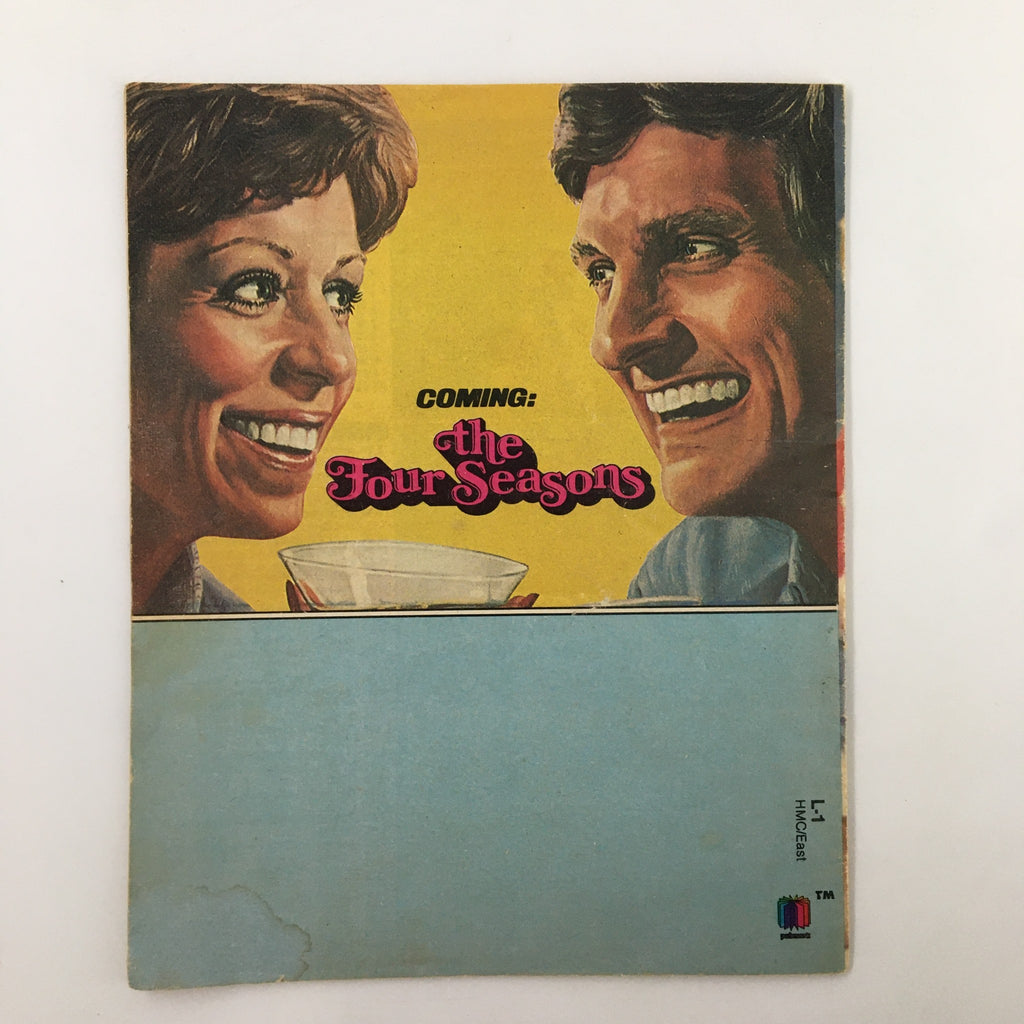 COMING:
the
Four Seasons
L-1
HMC/East
TM